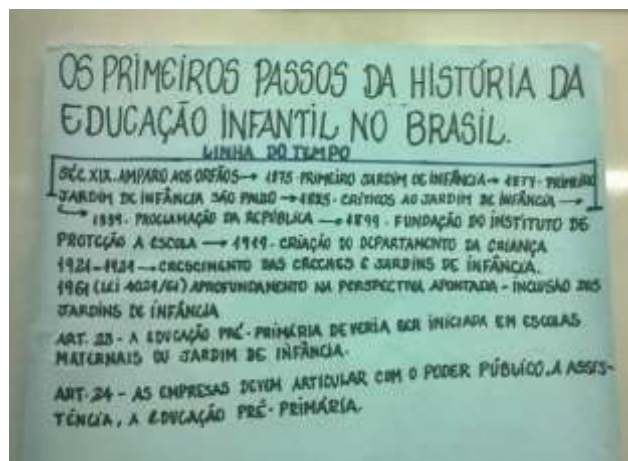 OS PRIMEIROS PASSOS DA HISTÓRIA DA
EDUCAÇÃO INFANTIL NO BRASIL.
LINHA DO TEMPO
SÉC XIX. AMPARO AOS ORFÃOS → 1875 PRIMEIRO JARDIM DE INFÂNCIA → 1877 - PRIMEIRO
JARDIM DE INFÂNCIA SÃO PAULO → 1885 - CRÍTICOS AO JARDIM DE INFÂNCIA →
→ 1889 - PROCLAMAÇÃO DA REPÚBLICA → 1899 - FUNDAÇÃO DO INSTITUTO DE
PROTEÇÃO A ESCOLA → 1919 - CRIAÇÃO DO DEPARTAMENTO DA CRIANÇA
→ CRESCIMENTO DAS CRECHES E JARDINS DE INFÂNCIA.
1961 (LEI 4024/61) APROFUNDAMENTO NA PERSPECTIVA APONTADA - INCLUSÃO DOS
JARDINS DE INFÂNCIA
ART. 23 - A EDUCAÇÃO PRÉ-PRIMÁRIA DEVERIA SER INICIADA EM ESCOLAS
MATERNAIS OU JARDIM DE INFÂNCIA.
ART. 24 - AS EMPRESAS DEVEM ARTICULAR COM O PODER PÚBLICO. A ASSIS-
TÊNCIA, A EDUCAÇÃO PRÉ-PRIMÁRIA.